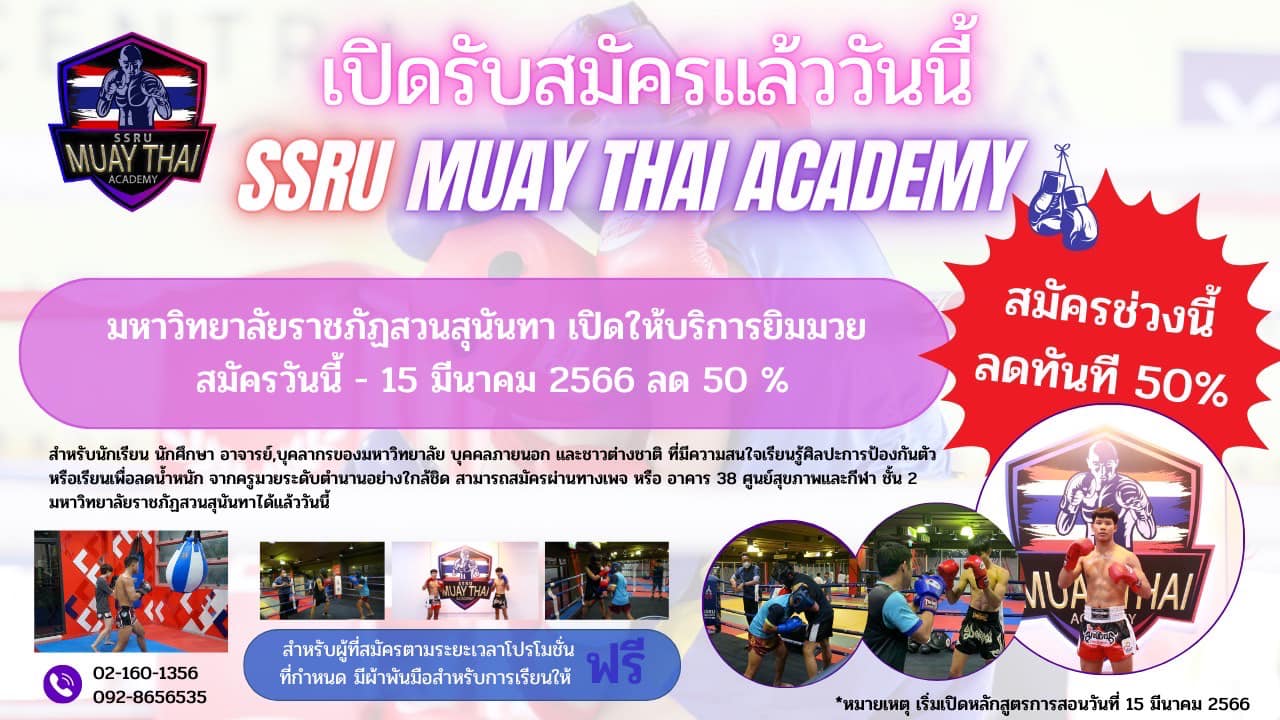 SSRU
MUAY THAI
ACADEMY
เปิดรับสมัครแล้ววันนี้
SSRU MUAY THAI ACADEMY
สมัครช่วงนี้
ลดทันที 50%
มหาวิทยาลัยราชภัฏสวนสุนันทา เปิดให้บริการยิมมวย
สมัครวันนี้ - 15 มีนาคม 2566 ลด 50 %
สำหรับนักเรียน นักศึกษา อาจารย์,บุคลากรของมหาวิทยาลัย บุคคลภายนอก และชาวต่างชาติ ที่มีความสนใจเรียนรู้ศิลปะการป้องกันตัว
หรือเรียนเพื่อลดน้ำหนัก จากครูมวยระดับตำนานอย่างใกล้ชิด สามารถสมัครผ่านทางเพจ หรือ อาคาร 38 ศูนย์สุขภาพและกีฬา ชั้น 2
มหาวิทยาลัยราชภัฏสวนสุนันทาได้แล้ววันนี้
SSRU
MUAY THAI
SSRU
MUAY THAI
ACADEMY
สำหรับผู้ที่สมัครตามระยะเวลาโปรโมชั่น
ที่กำหนด มีผ้าพันมือสำหรับการเรียนให้ ฟรี
02-160-1356
092-8656535
*หมายเหตุ เริ่มเปิดหลักสูตรการสอนวันที่ 15 มีนาคม 2566